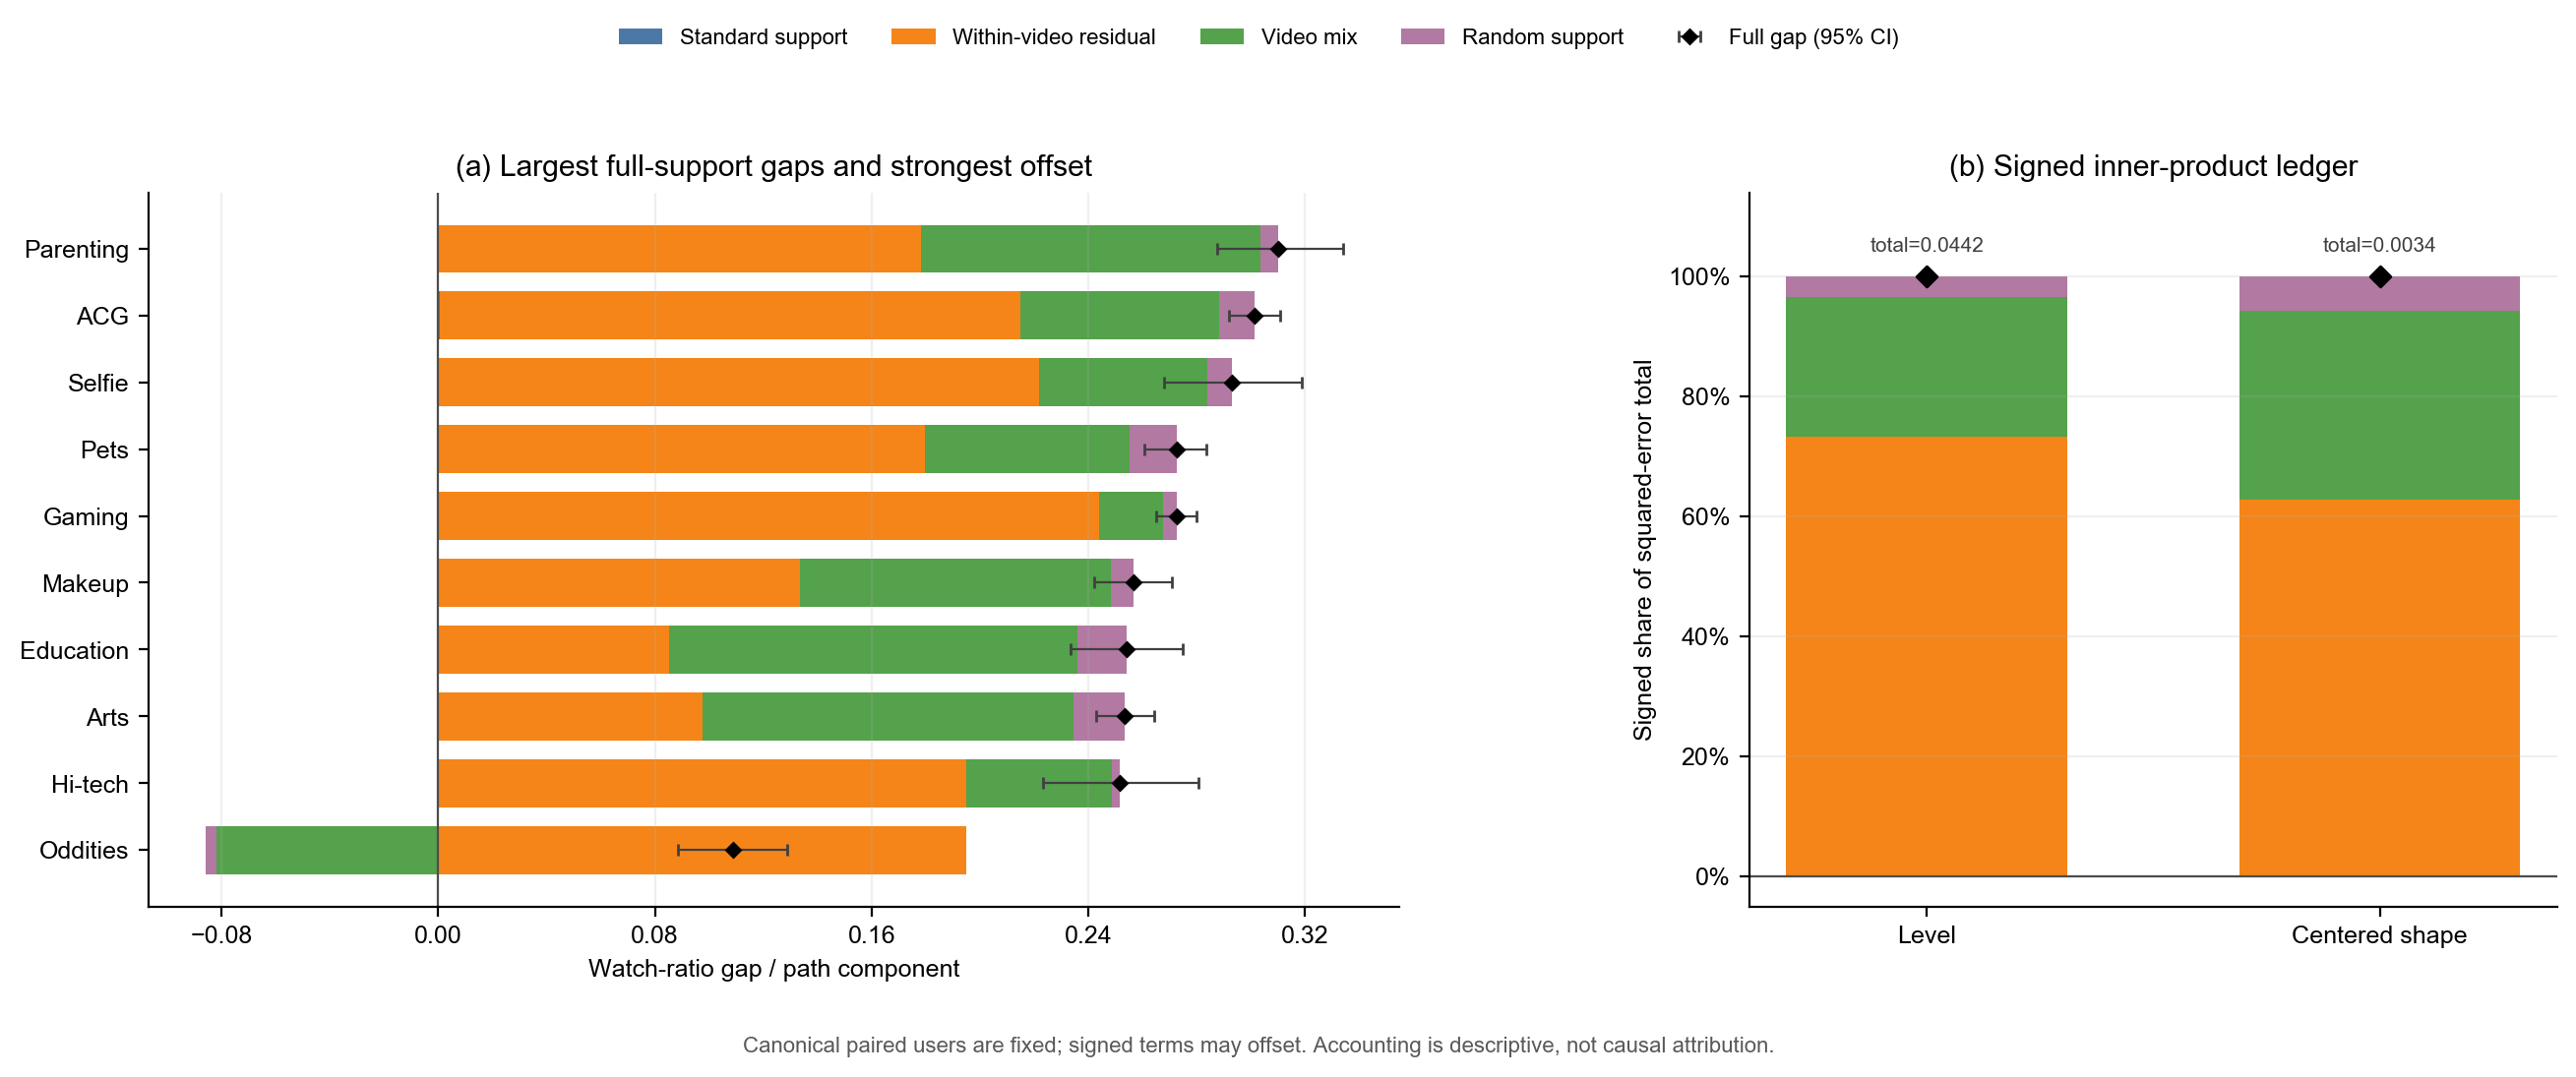 Standard support
Within-video residual
Video mix
Random support
Full gap (95% CI)
(a) Largest full-support gaps and strongest offset
Parenting
ACG
Selfie
Pets
Gaming
Makeup
Education
Arts
Hi-tech
Oddities
−0.08
0.00
0.08
0.16
0.24
0.32
Watch-ratio gap / path component
(b) Signed inner-product ledger
total=0.0442
total=0.0034
Signed share of squared-error total
100%
80%
60%
40%
20%
0%
Level
Centered shape
Canonical paired users are fixed; signed terms may offset. Accounting is descriptive, not causal attribution.